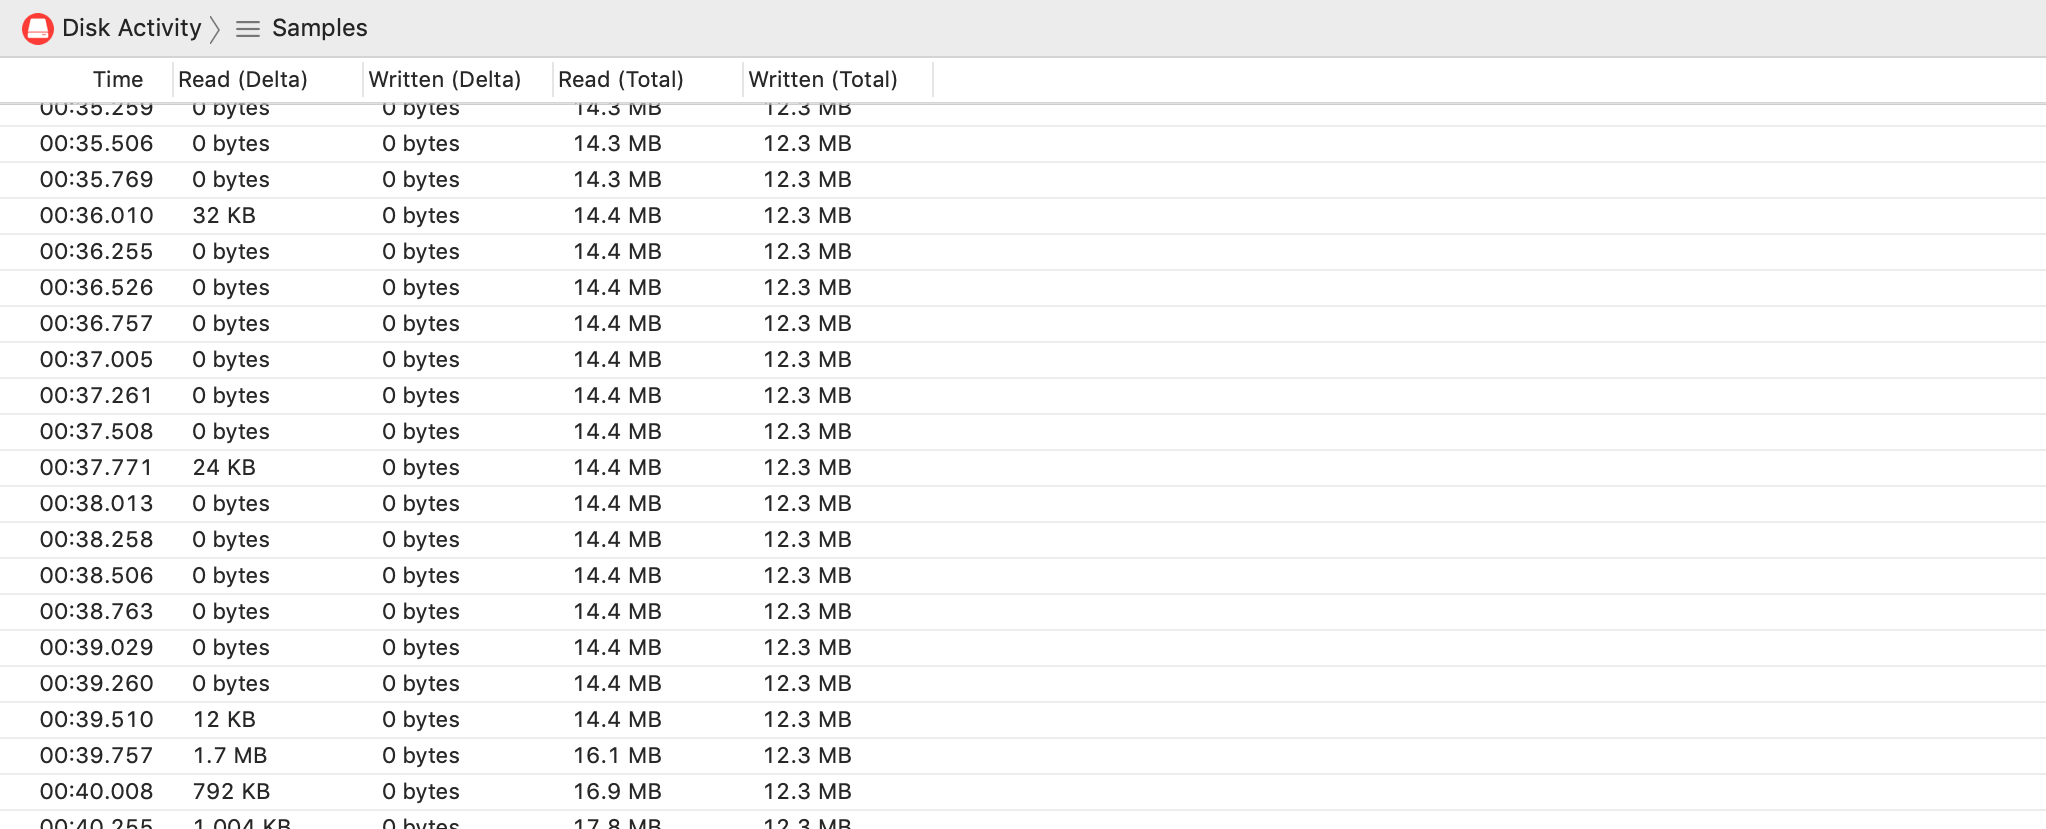 Disk Activity Samples
Time Read (Delta) Written (Delta) Read (Total) Written (Total)
00:35.259 0 bytes 0 bytes 14.3 MB 12.3 MB
00:35.506 0 bytes 0 bytes 14.3 MB 12.3 MB
00:35.769 0 bytes 0 bytes 14.3 MB 12.3 MB
00:36.010 32 KB 0 bytes 14.4 MB 12.3 MB
00:36.255 0 bytes 0 bytes 14.4 MB 12.3 MB
00:36.526 0 bytes 0 bytes 14.4 MB 12.3 MB
00:36.757 0 bytes 0 bytes 14.4 MB 12.3 MB
00:37.005 0 bytes 0 bytes 14.4 MB 12.3 MB
00:37.261 0 bytes 0 bytes 14.4 MB 12.3 MB
00:37.508 0 bytes 0 bytes 14.4 MB 12.3 MB
00:37.771 24 KB 0 bytes 14.4 MB 12.3 MB
00:38.013 0 bytes 0 bytes 14.4 MB 12.3 MB
00:38.258 0 bytes 0 bytes 14.4 MB 12.3 MB
00:38.506 0 bytes 0 bytes 14.4 MB 12.3 MB
00:38.763 0 bytes 0 bytes 14.4 MB 12.3 MB
00:39.029 0 bytes 0 bytes 14.4 MB 12.3 MB
00:39.260 0 bytes 0 bytes 14.4 MB 12.3 MB
00:39.510 12 KB 0 bytes 14.4 MB 12.3 MB
00:39.757 1.7 MB 0 bytes 16.1 MB 12.3 MB
00:40.008 792 KB 0 bytes 16.9 MB 12.3 MB
00:40.255 1,004 KB 0 bytes 17.8 MB 12.3 MB